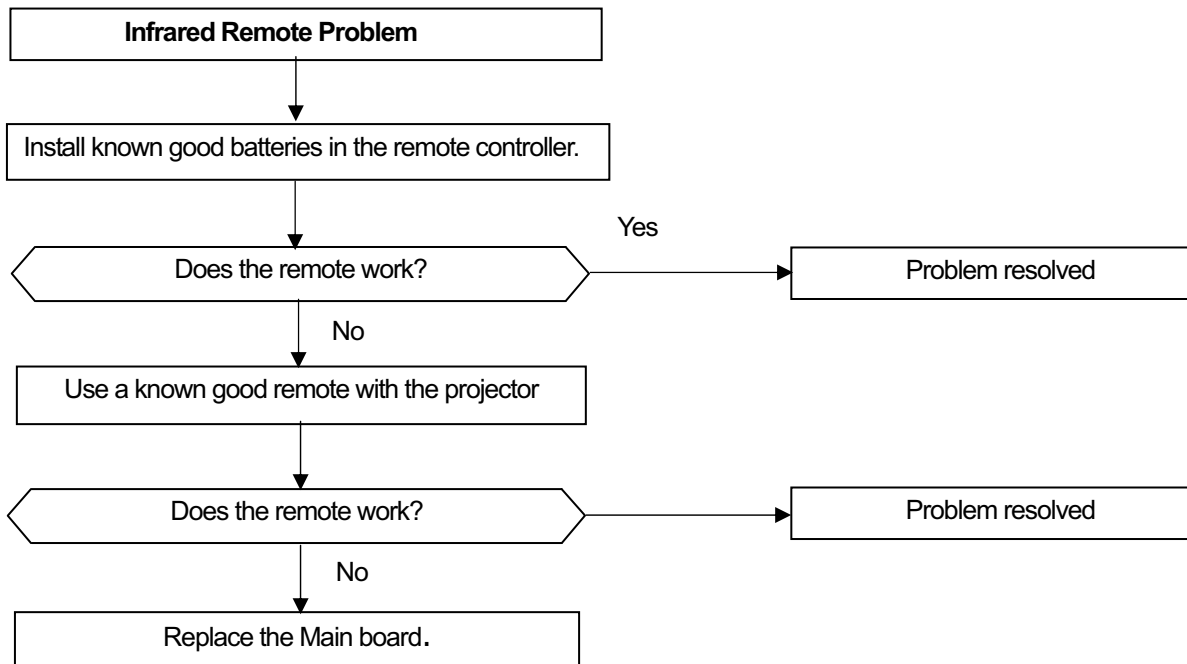 Infrared Remote Problem
Install known good batteries in the remote controller.
Yes
Does the remote work?
Problem resolved
No
Use a known good remote with the projector
Does the remote work?
Problem resolved
No
Replace the Main board.